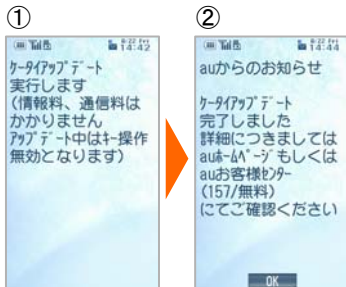 ①
8/22 Fri
14:42
ｹｰﾀｲｱｯﾌﾟﾃﾞｰﾄ
実行します
(情報料、通信料は
かかりません
ｱｯﾌﾟﾃﾞｰﾄ中はｷｰ操作
無効となります)
②
8/22 Fri
14:44
auからのお知らせ
ｹｰﾀｲｱｯﾌﾟﾃﾞｰﾄ
完了しました
詳細につきましては
auﾎｰﾑﾍﾟｰｼﾞもしくは
auお客様ｾﾝﾀｰ
(157/無料)
にてご確認ください
OK